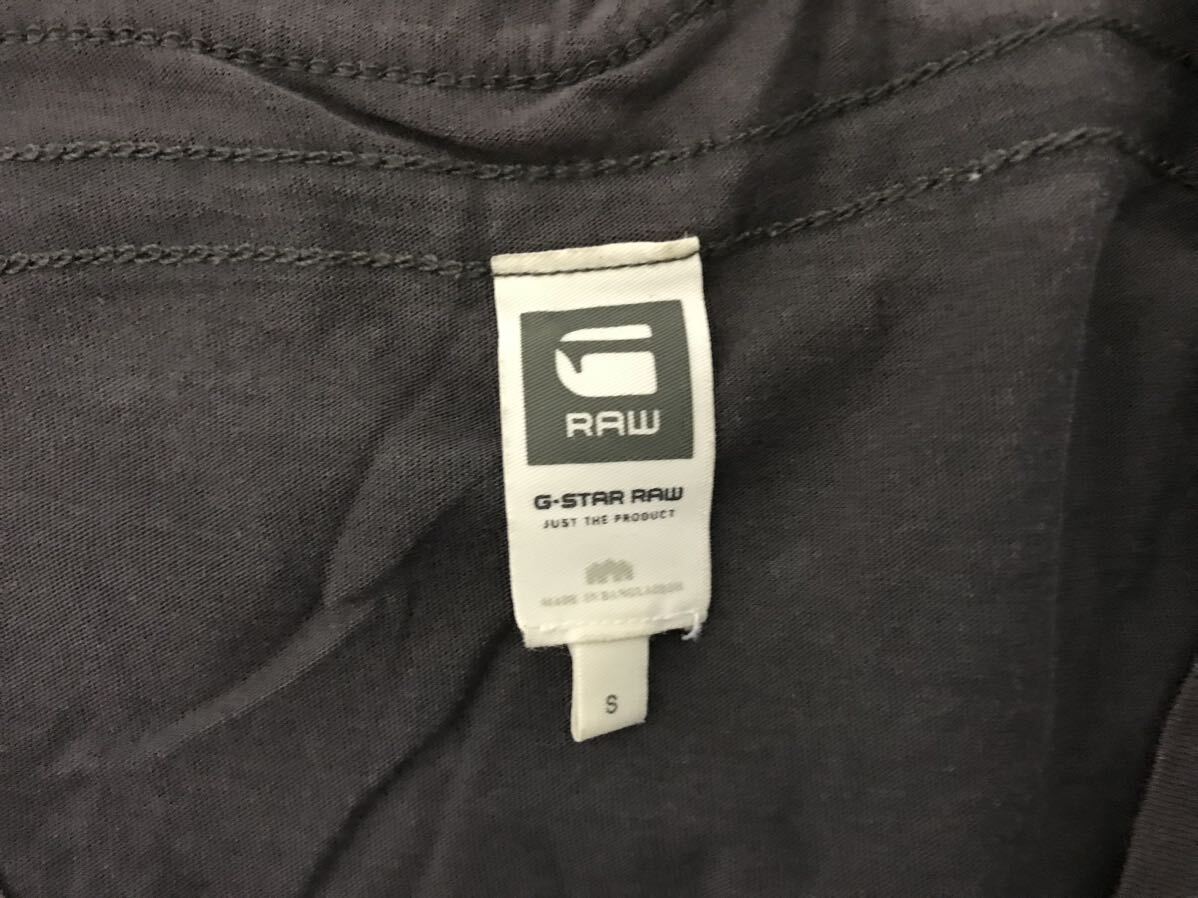 RAW
G-STAR RAW
JUST THE PRODUCT
MADE IN BANGLADESH
S